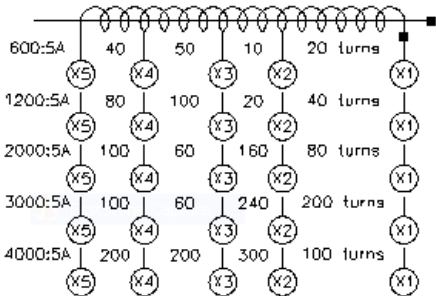 600:5A 40 50 10 20 turns
X5 X4 X3 X2 X1
1200:5A 80 100 20 40 turns
X5 X4 X3 X2 X1
2000:5A 100 60 160 80 turns
X5 X4 X3 X2 X1
3000:5A 100 60 240 200 turns
X5 X4 X3 X2 X1
4000:5A 200 200 300 100 turns
X5 X4 X3 X2 X1